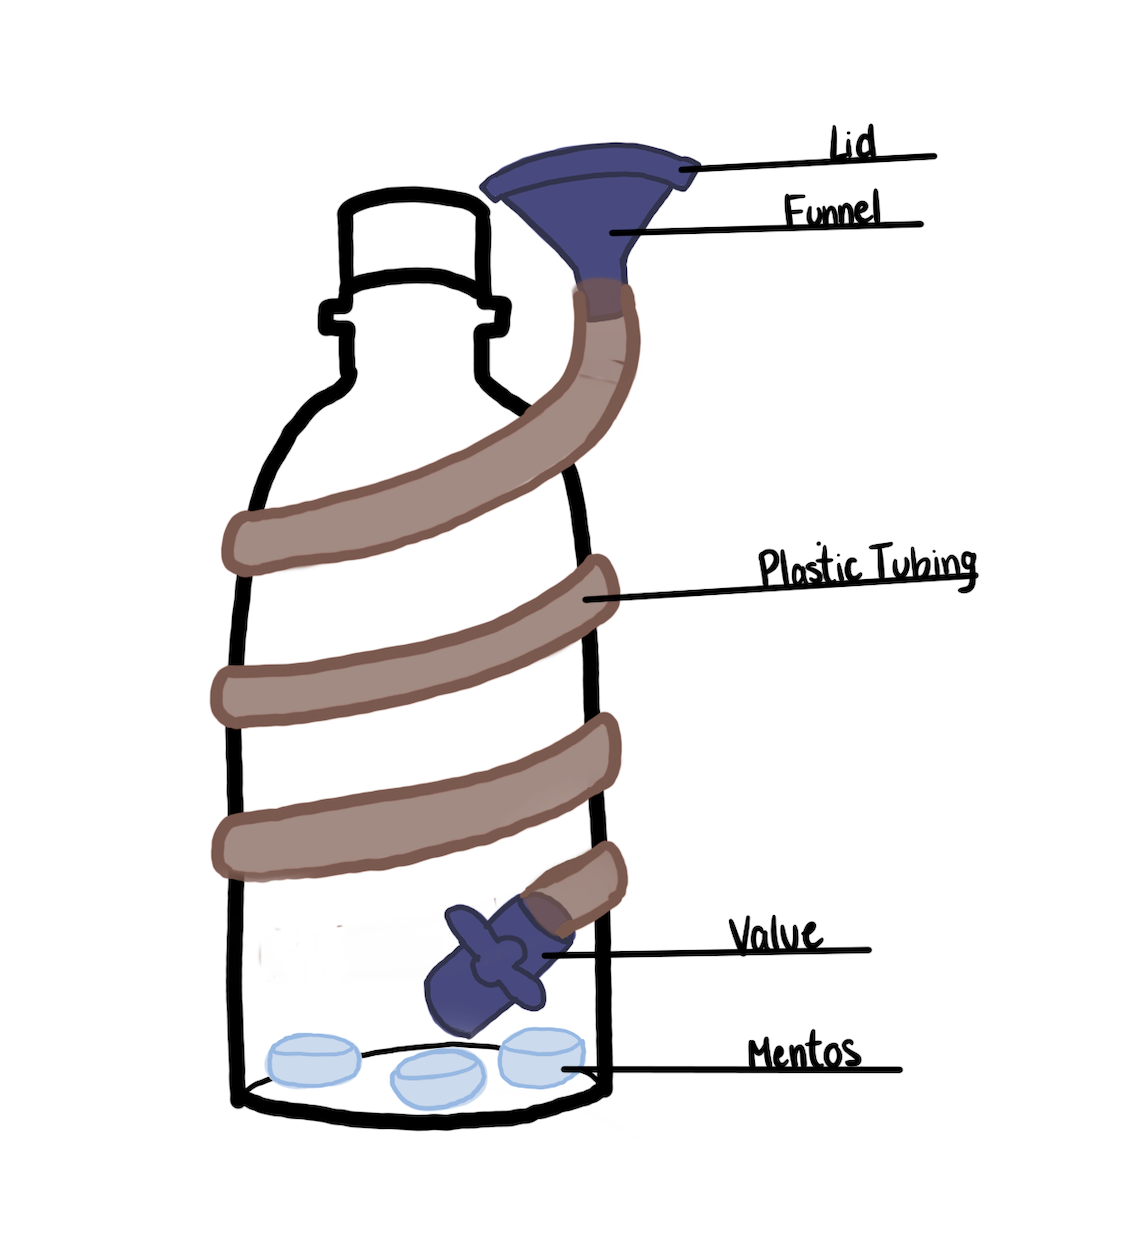 Lid
Funnel
Plastic Tubing
Value
Mentos